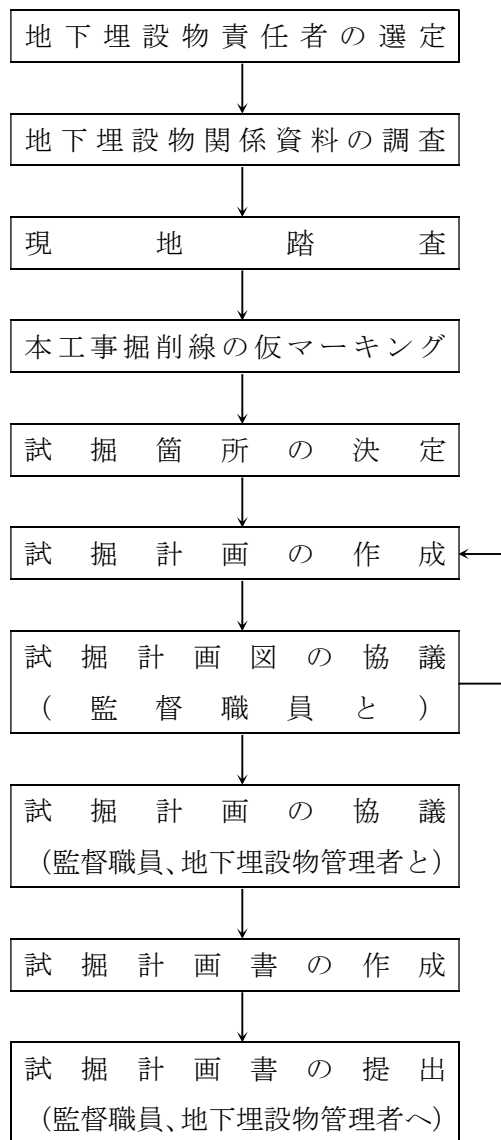 地下埋設物責任者の選定
地下埋設物関係資料の調査
現地踏査
本工事掘削線の仮マーキング
試掘箇所の決定
試掘計画の作成
試掘計画図の協議
(監督職員と)
試掘計画の協議
(監督職員、地下埋設物管理者と)
試掘計画書の作成
試掘計画書の提出
(監督職員、地下埋設物管理者へ)